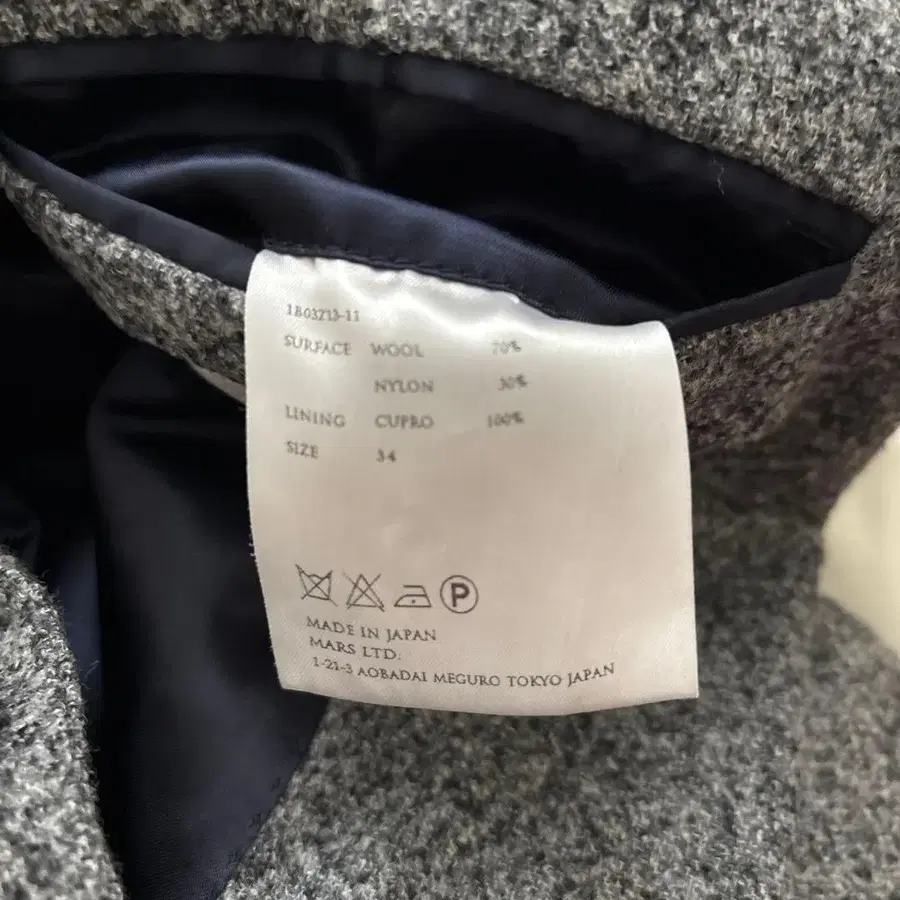 1B03Z13-11
SURFACE WOOL 70%
NYLON 30%
LINING CUPRO 100%
SIZE 34
P
MADE IN JAPAN
MARS LTD.
1-21-3 AOBADAI MEGURO TOKYO JAPAN